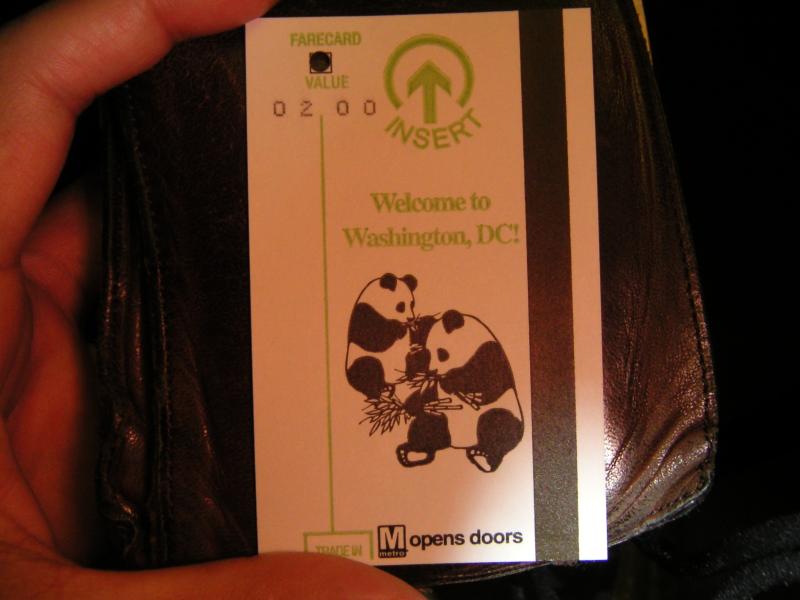 FARECARD
VALUE
02 00
INSERT
Welcome to
Washington, DC!
M opens doors
metro
TRADE IN